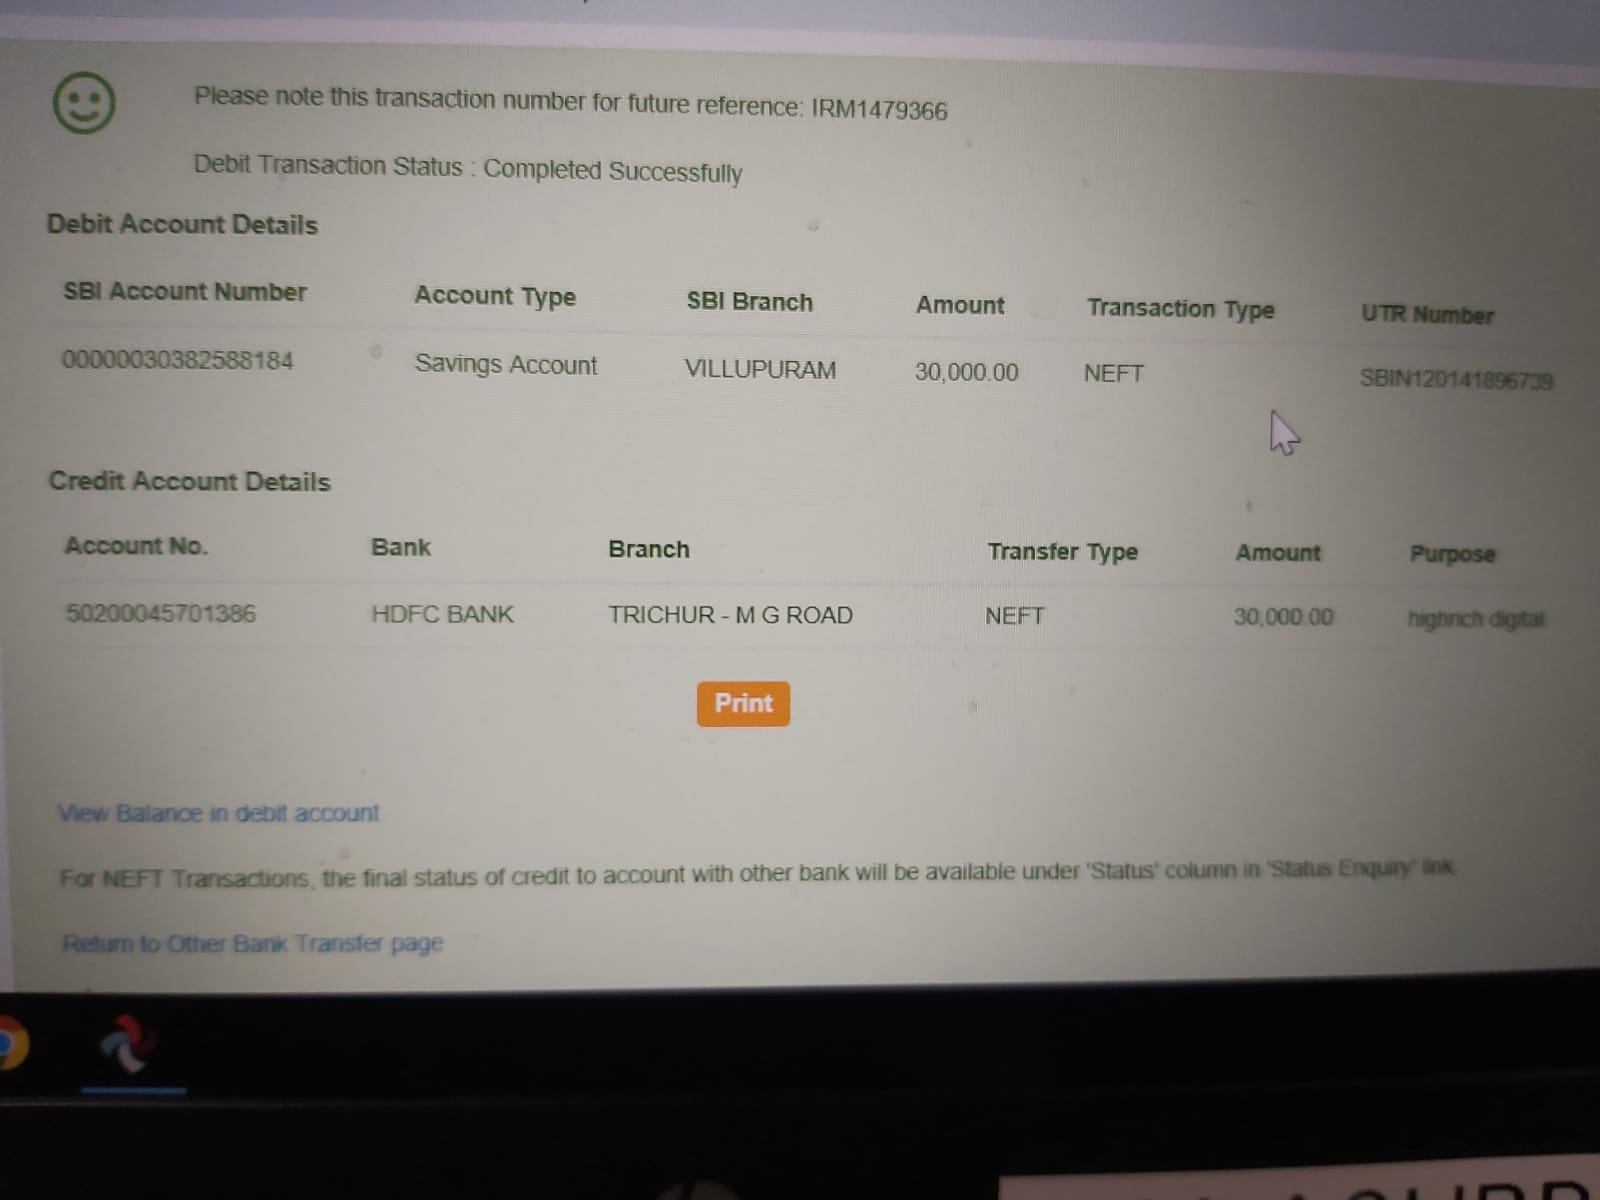 Please note this transaction number for future reference: IRM1479366
Debit Transaction Status : Completed Successfully
Debit Account Details
SBI Account Number Account Type SBI Branch Amount Transaction Type UTR Number
00000030382588184 Savings Account VILLUPURAM 30,000.00 NEFT SBIN120141896739
Credit Account Details
Account No. Bank Branch Transfer Type Amount Purpose
50200045701386 HDFC BANK TRICHUR - M G ROAD NEFT 30,000.00 highrich digital
Print
View Balance in debit account
For NEFT Transactions, the final status of credit to account with other bank will be available under 'Status' column in 'Status Enquiry' link.
Return to Other Bank Transfer page